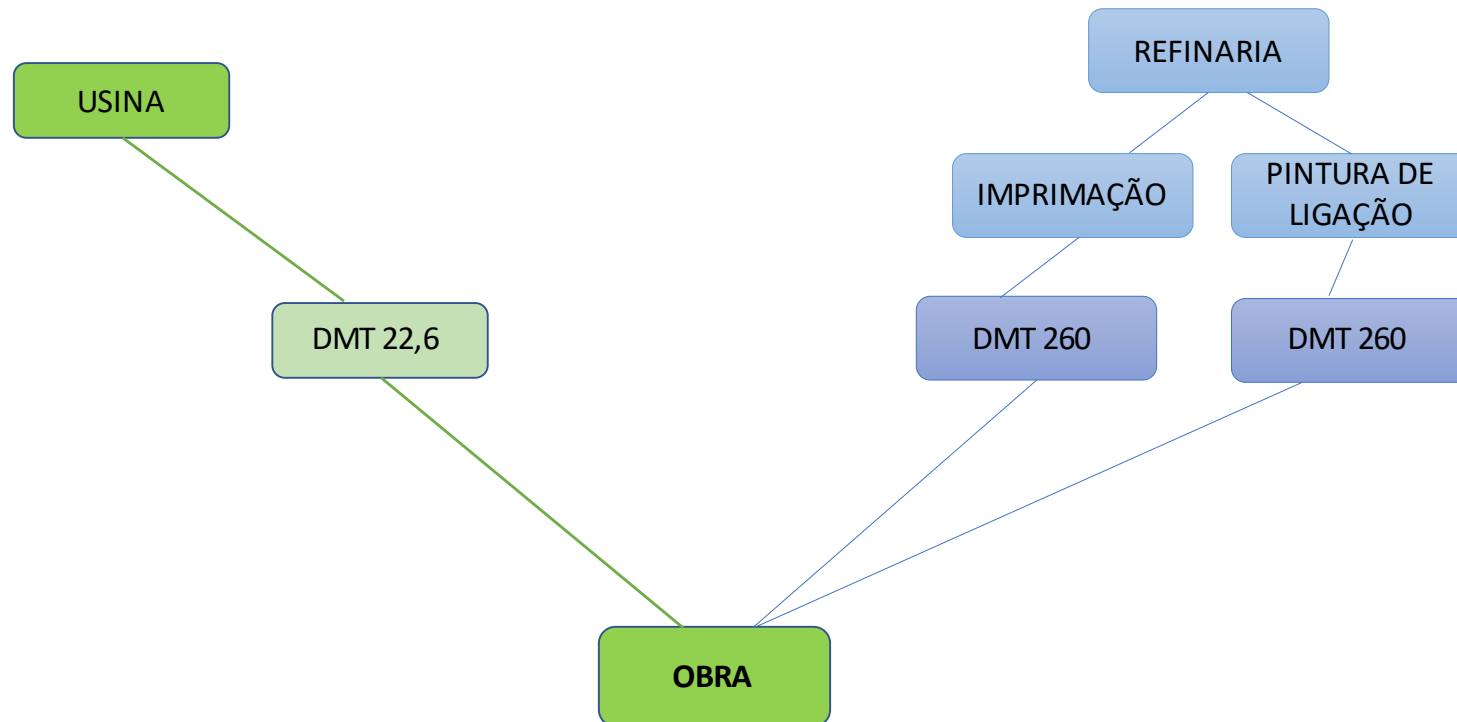 REFINARIA
USINA
IMPRIMAÇÃO
PINTURA DE
LIGAÇÃO
DMT 22,6
DMT 260
DMT 260
OBRA